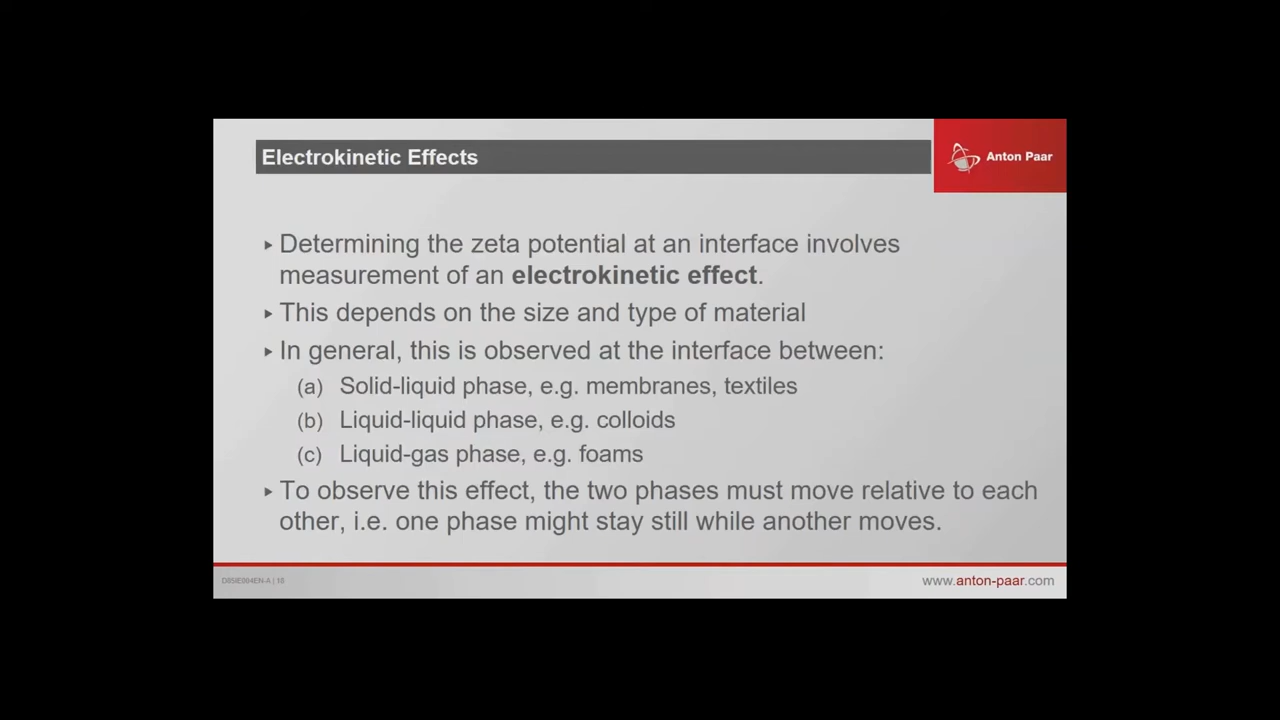 Electrokinetic Effects
Anton Paar
▸ Determining the zeta potential at an interface involves
measurement of an electrokinetic effect.
▸ This depends on the size and type of material
▸ In general, this is observed at the interface between:
(a) Solid-liquid phase, e.g. membranes, textiles
(b) Liquid-liquid phase, e.g. colloids
(c) Liquid-gas phase, e.g. foams
▸ To observe this effect, the two phases must move relative to each
other, i.e. one phase might stay still while another moves.
www.anton-paar.com